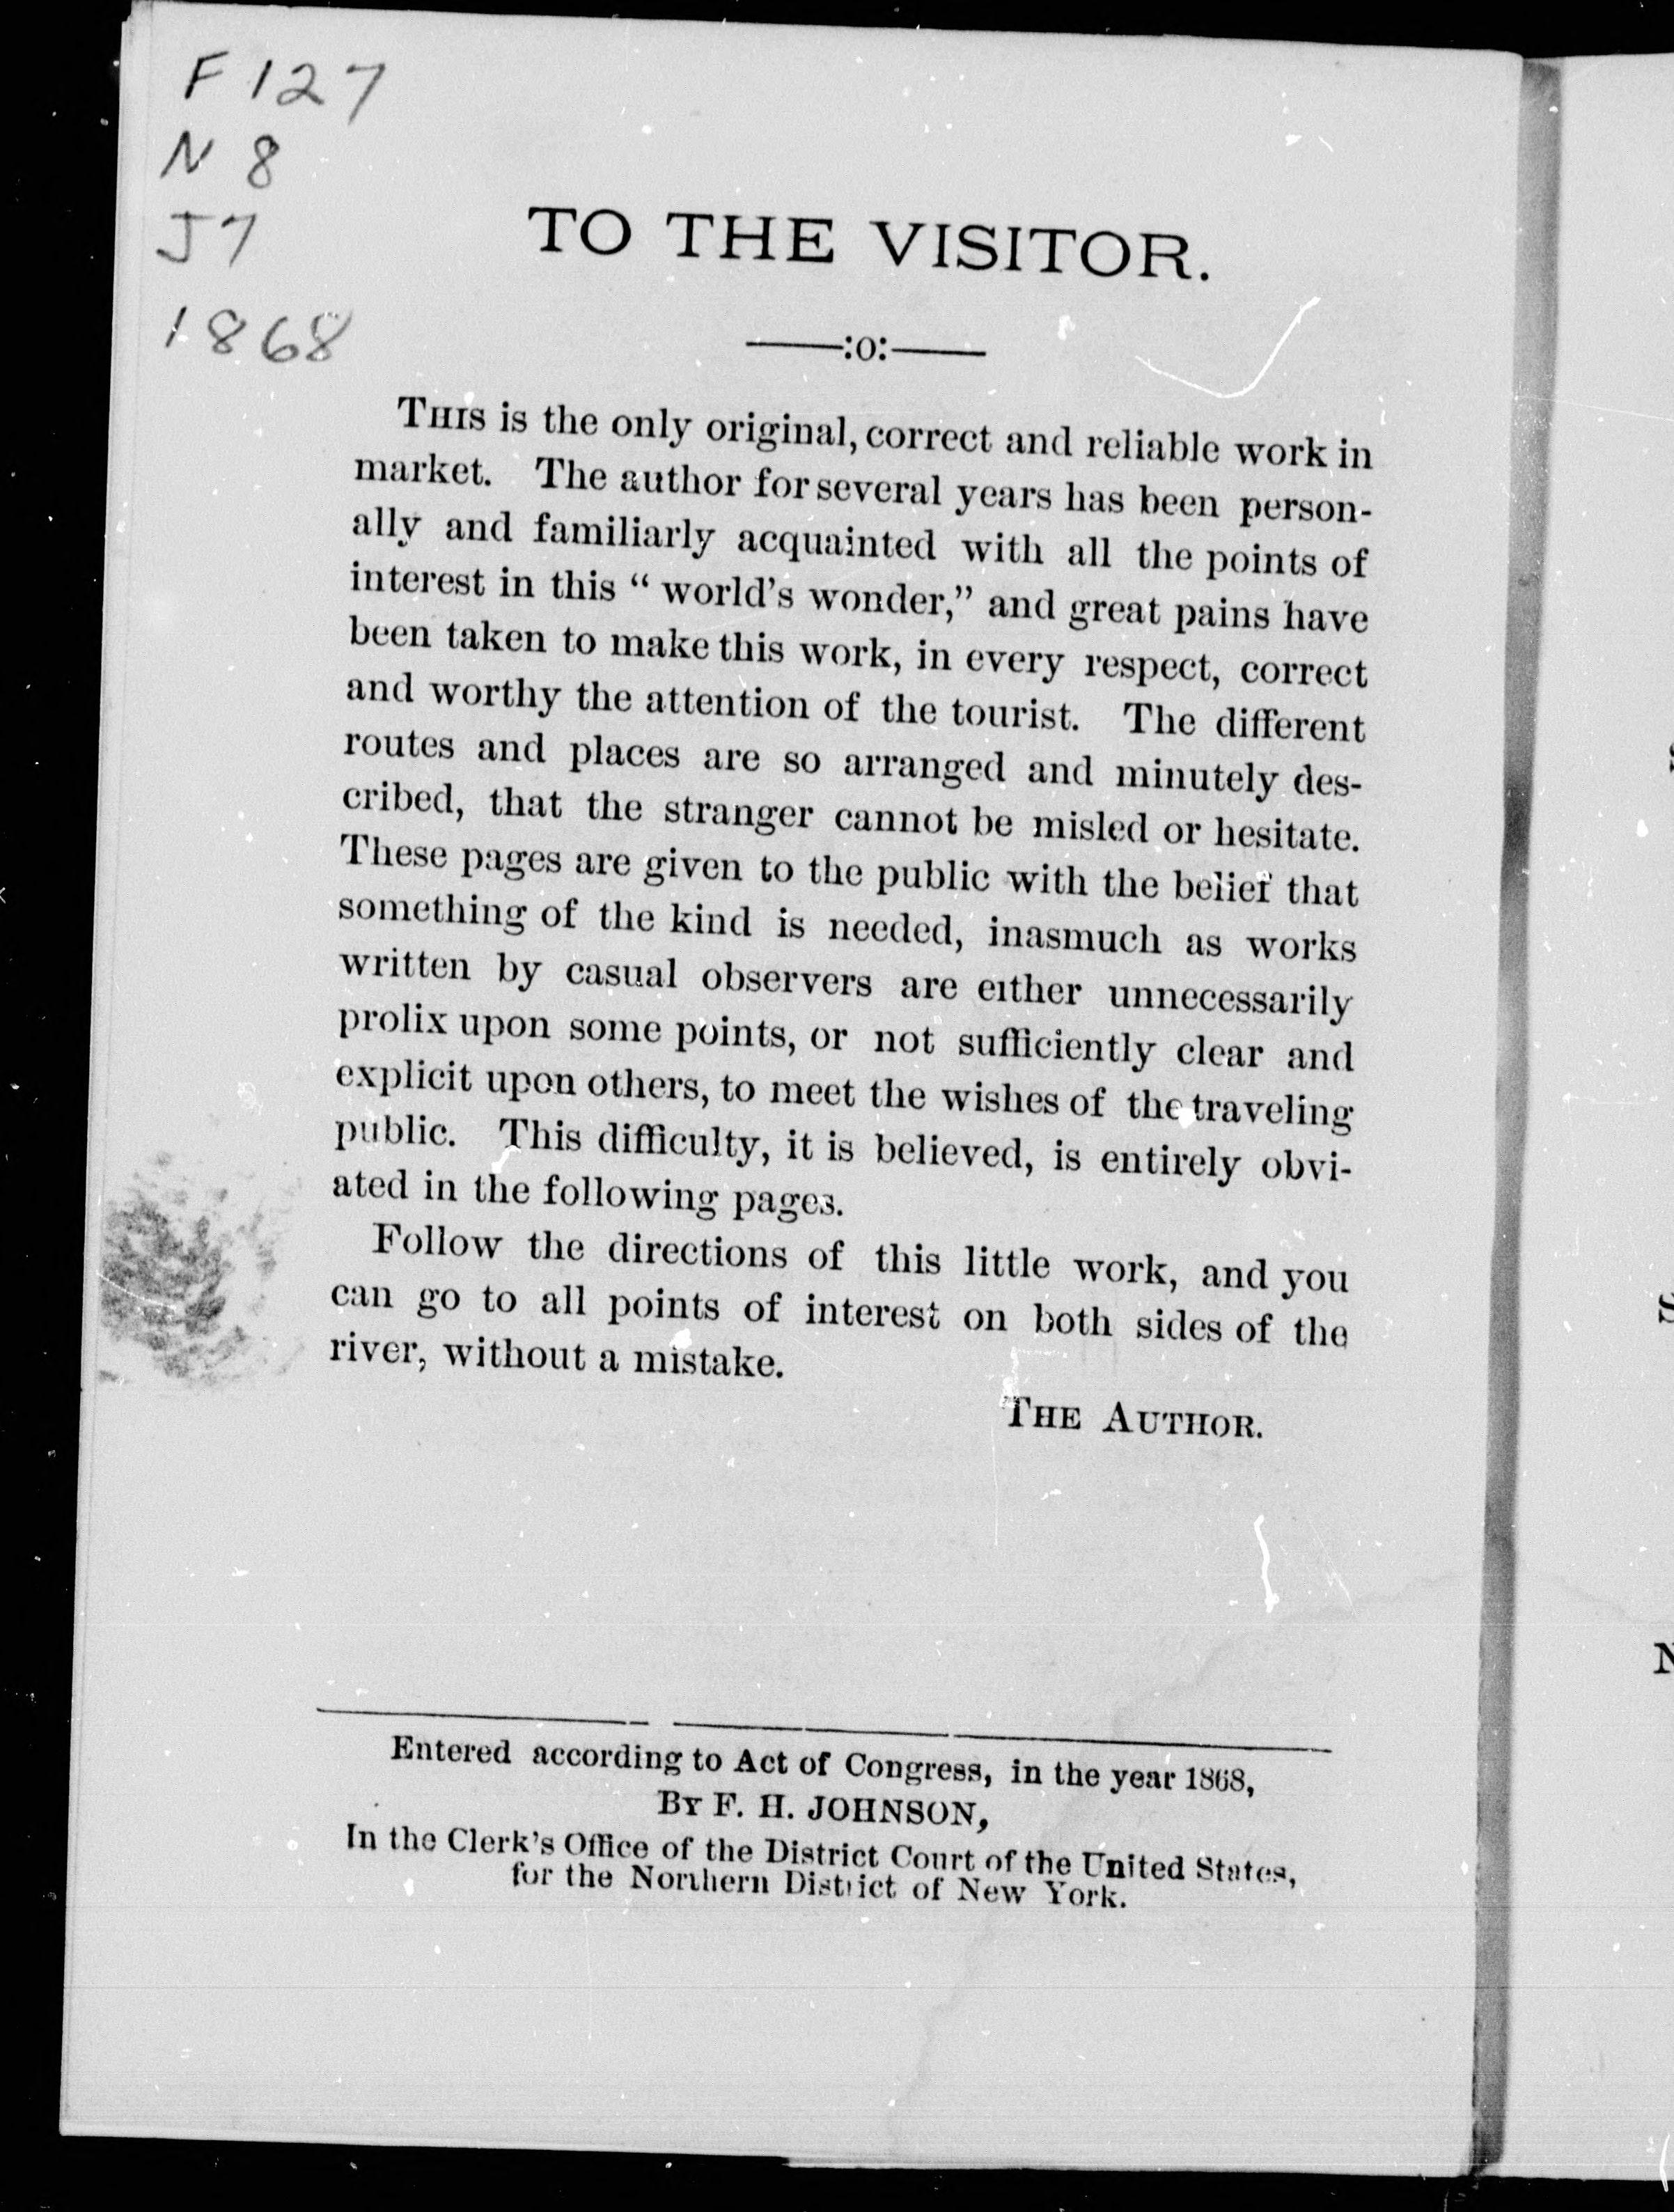 F 127
N 8
J7
1868
TO THE VISITOR.
——:o:——
THIS is the only original, correct and reliable work in
market. The author for several years has been person-
ally and familiarly acquainted with all the points of
interest in this “ world’s wonder,” and great pains have
been taken to make this work, in every respect, correct
and worthy the attention of the tourist. The different
routes and places are so arranged and minutely des-
cribed, that the stranger cannot be misled or hesitate.
These pages are given to the public with the belief that
something of the kind is needed, inasmuch as works
written by casual observers are either unnecessarily
prolix upon some points, or not sufficiently clear and
explicit upon others, to meet the wishes of the traveling
public. This difficulty, it is believed, is entirely obvi-
ated in the following pages.
Follow the directions of this little work, and you
can go to all points of interest on both sides of the
river, without a mistake.
THE AUTHOR.
Entered according to Act of Congress, in the year 1868,
BY F. H. JOHNSON,
In the Clerk’s Office of the District Court of the United States,
for the Northern District of New York.